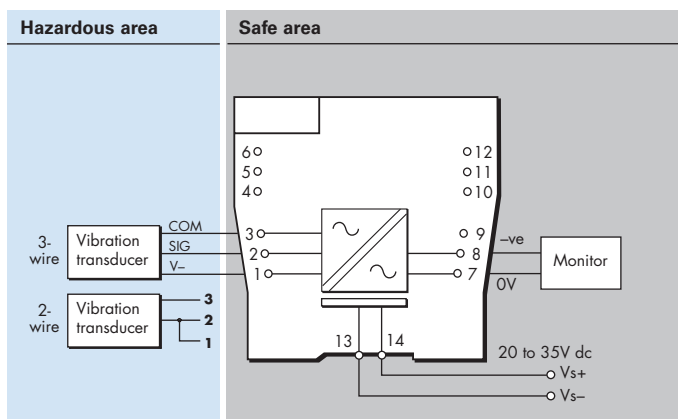 Hazardous area
Safe area
6
5
4
12
11
10
3-
wire
Vibration
transducer
COM
SIG
V–
3
2
1
9
8
7
–ve
0V
Monitor
2-
wire
Vibration
transducer
3
2
1
13
14
20 to 35V dc
Vs+
Vs–